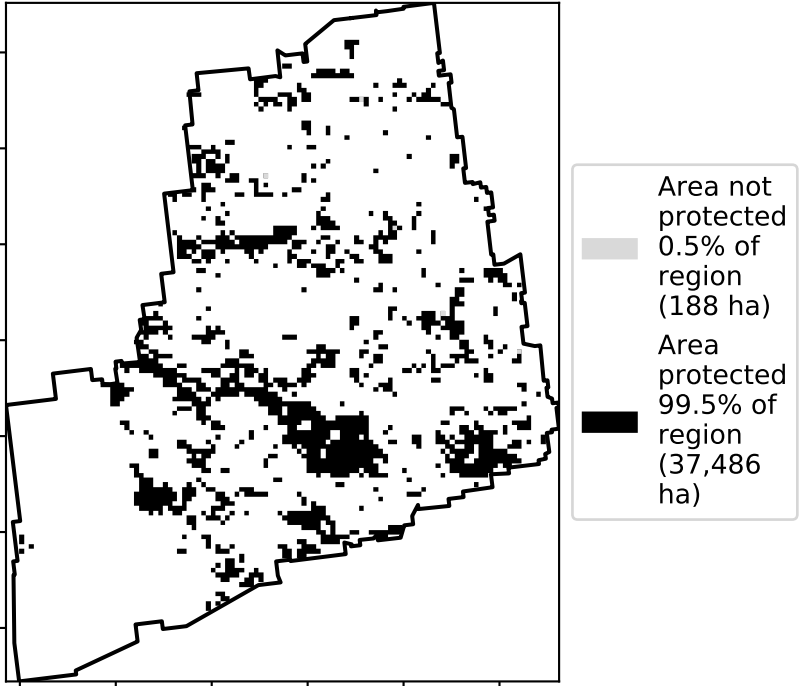 Area not
protected
0.5% of
region
(188 ha)
Area
protected
99.5% of
region
(37,486
ha)